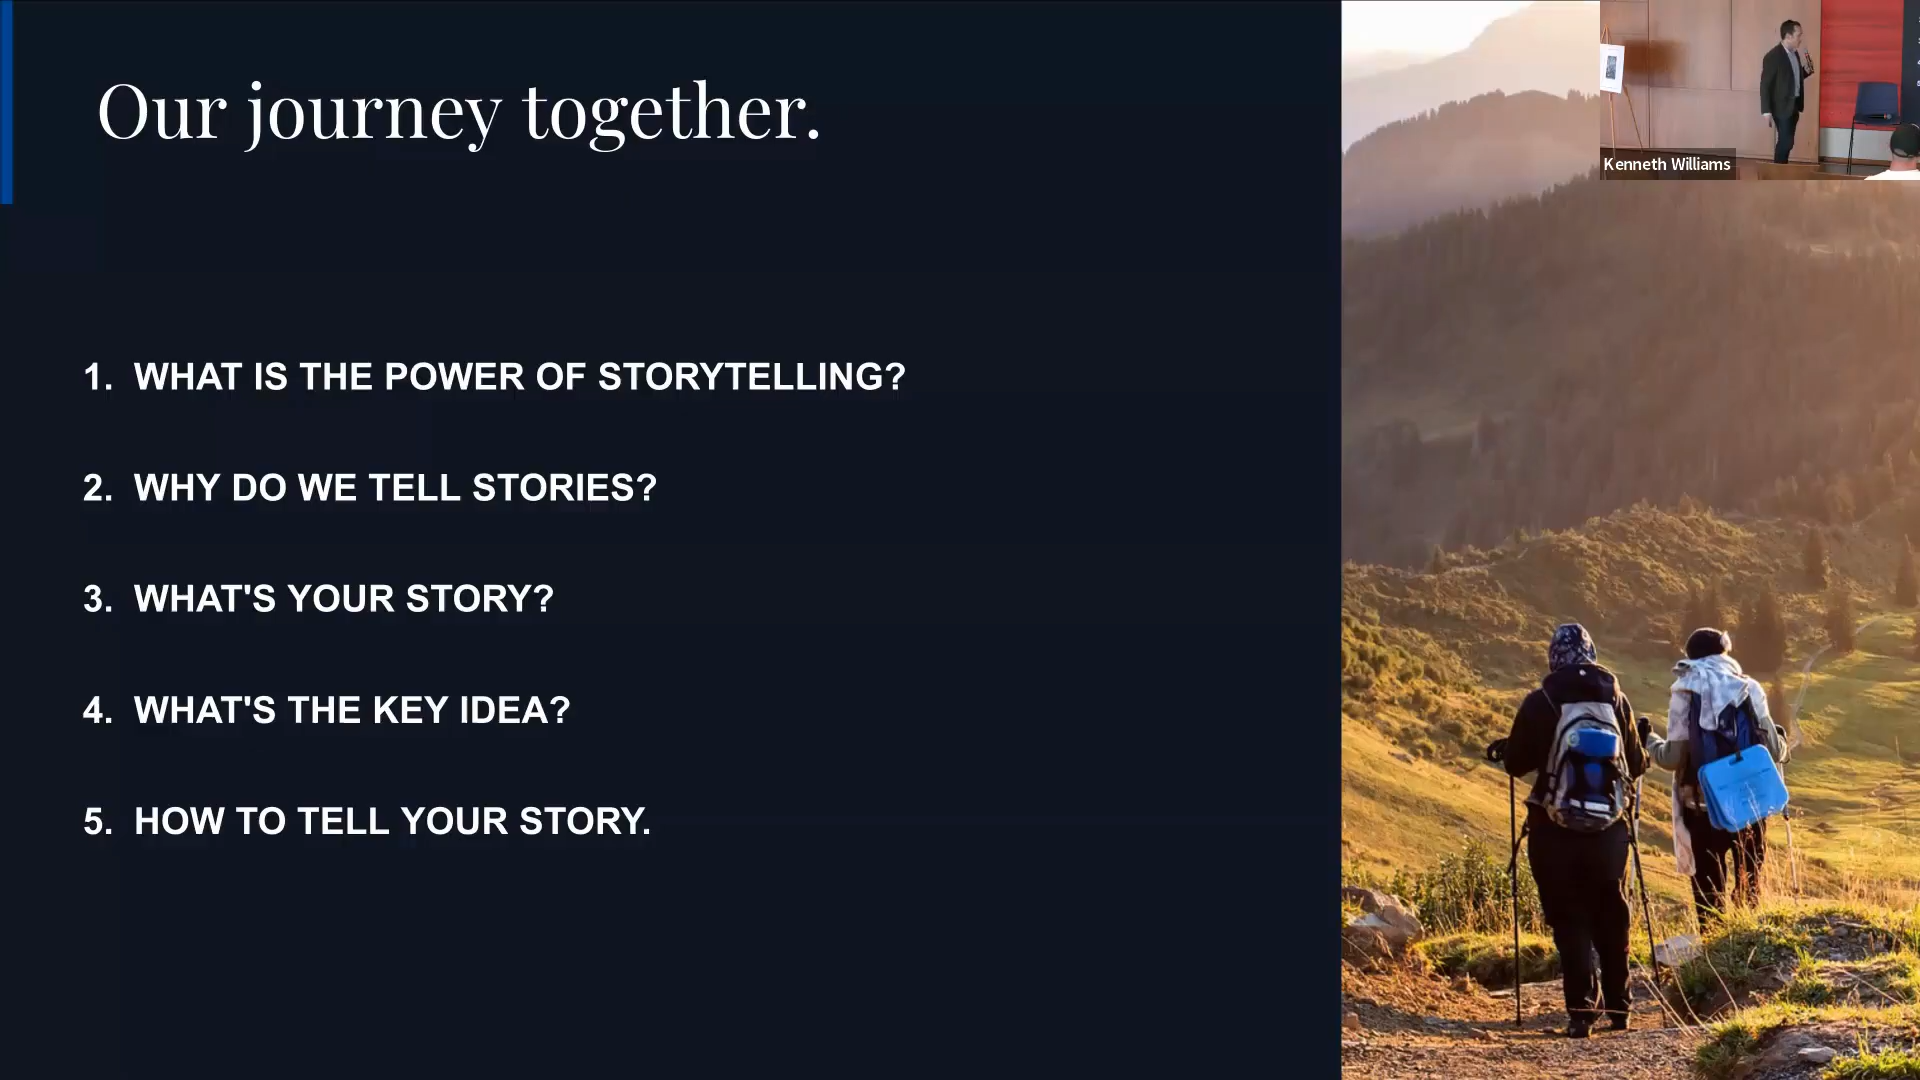 Our journey together.
1. WHAT IS THE POWER OF STORYTELLING?
2. WHY DO WE TELL STORIES?
3. WHAT'S YOUR STORY?
4. WHAT'S THE KEY IDEA?
5. HOW TO TELL YOUR STORY.
Kenneth Williams